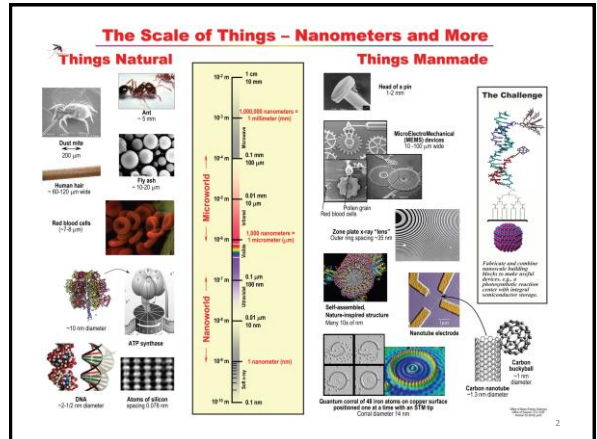 The Scale of Things – Nanometers and More
Things Natural
Things Manmade
Ant
~ 5 mm
Dust mite
200 µm
Human hair
~ 60-120 µm wide
Fly ash
~ 10-20 µm
Red blood cells
(~7-8 µm)
~10 nm diameter
ATP synthase
DNA
~2-1/2 nm diameter
Atoms of silicon
spacing 0.078 nm
Microworld
Nanoworld
10⁻² m
1 cm
10 mm
1,000,000 nanometers =
1 millimeter (mm)
10⁻³ m
Microwave
0.1 mm
100 µm
10⁻⁴ m
0.01 mm
10 µm
10⁻⁵ m
Infrared
1,000 nanometers =
1 micrometer (µm)
10⁻⁶ m
Visible
0.1 µm
100 nm
10⁻⁷ m
Ultraviolet
0.01 µm
10 nm
10⁻⁸ m
10⁻⁹ m
1 nanometer (nm)
Soft x-ray
10⁻¹⁰ m
0.1 nm
Head of a pin
1-2 mm
MicroElectroMechanical
(MEMS) devices
10 -100 µm wide
Pollen grain
Red blood cells
Zone plate x-ray "lens"
Outer ring spacing ~35 nm
Self-assembled,
Nature-inspired structure
Many 10s of nm
Nanotube electrode
Quantum corral of 48 iron atoms on copper surface
positioned one at a time with an STM tip
Corral diameter 14 nm
Carbon nanotube
~1.3 nm diameter
Carbon
buckyball
~1 nm
diameter
The Challenge
Fabricate and combine
nanoscale building
blocks to make useful
devices, e.g., a
photosynthetic reaction
center with integral
semiconductor storage.
2